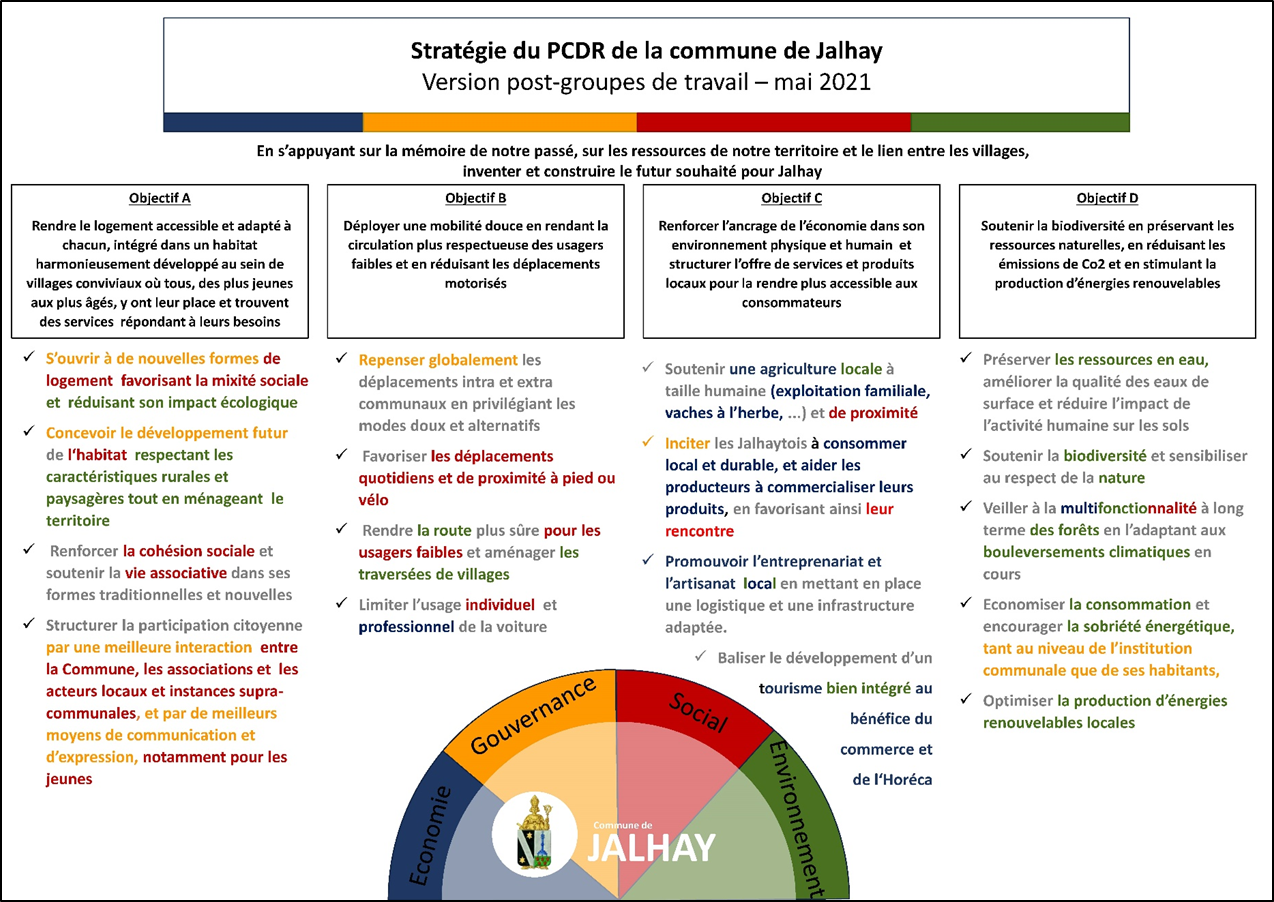 Stratégie du PCDR de la commune de Jalhay
Version post-groupes de travail – mai 2021
En s’appuyant sur la mémoire de notre passé, sur les ressources de notre territoire et le lien entre les villages,
inventer et construire le futur souhaité pour Jalhay
Objectif A
Rendre le logement accessible et adapté à
chacun, intégré dans un habitat
harmonieusement développé au sein de
villages conviviaux où tous, des plus jeunes
aux plus âgés, y ont leur place et trouvent
des services répondant à leurs besoins
✓ S’ouvrir à de nouvelles formes de
logement favorisant la mixité sociale
et réduisant son impact écologique
✓ Concevoir le développement futur
de l’habitat respectant les
caractéristiques rurales et
paysagères tout en ménageant le
territoire
✓ Renforcer la cohésion sociale et
soutenir la vie associative dans ses
formes traditionnelles et nouvelles
✓ Structurer la participation citoyenne
par une meilleure interaction entre
la Commune, les associations et les
acteurs locaux et instances supra-
communales, et par de meilleurs
moyens de communication et
d’expression, notamment pour les
jeunes
Objectif B
Déployer une mobilité douce en rendant la
circulation plus respectueuse des usagers
faibles et en réduisant les déplacements
motorisés
✓ Repenser globalement les
déplacements intra et extra
communaux en privilégiant les
modes doux et alternatifs
✓ Favoriser les déplacements
quotidiens et de proximité à pied ou
vélo
✓ Rendre la route plus sûre pour les
usagers faibles et aménager les
traversées de villages
✓ Limiter l’usage individuel et
professionnel de la voiture
Objectif C
Renforcer l’ancrage de l’économie dans son
environnement physique et humain et
structurer l’offre de services et produits
locaux pour la rendre plus accessible aux
consommateurs
✓ Soutenir une agriculture locale à
taille humaine (exploitation familiale,
vaches à l’herbe, ...) et de proximité
✓ Inciter les Jalhaytois à consommer
local et durable, et aider les
producteurs à commercialiser leurs
produits, en favorisant ainsi leur
rencontre
✓ Promouvoir l’entreprenariat et
l’artisanat local en mettant en place
une logistique et une infrastructure
adaptée.
✓ Baliser le développement d’un
tourisme bien intégré au
bénéfice du
commerce et
de l’Horéca
Objectif D
Soutenir la biodiversité en préservant les
ressources naturelles, en réduisant les
émissions de Co2 et en stimulant la
production d’énergies renouvelables
✓ Préserver les ressources en eau,
améliorer la qualité des eaux de
surface et réduire l’impact de
l’activité humaine sur les sols
✓ Soutenir la biodiversité et sensibiliser
au respect de la nature
✓ Veiller à la multifonctionnalité à long
terme des forêts en l’adaptant aux
bouleversements climatiques en
cours
✓ Economiser la consommation et
encourager la sobriété énergétique,
tant au niveau de l’institution
communale que de ses habitants,
✓ Optimiser la production d’énergies
renouvelables locales
Economie
Gouvernance
Social
Environnement
Commune de
JALHAY